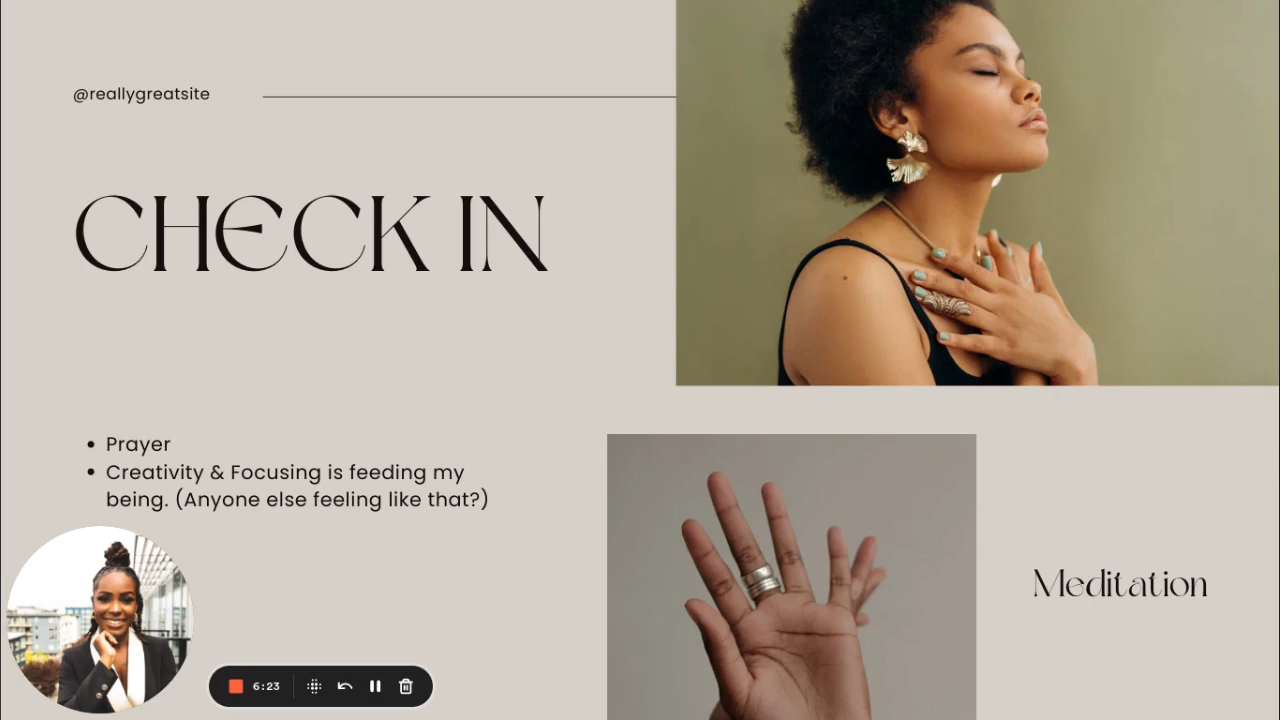 @reallygreatsite
CHECK IN
• Prayer
• Creativity & Focusing is feeding my
being. (Anyone else feeling like that?)
Meditation
6:23